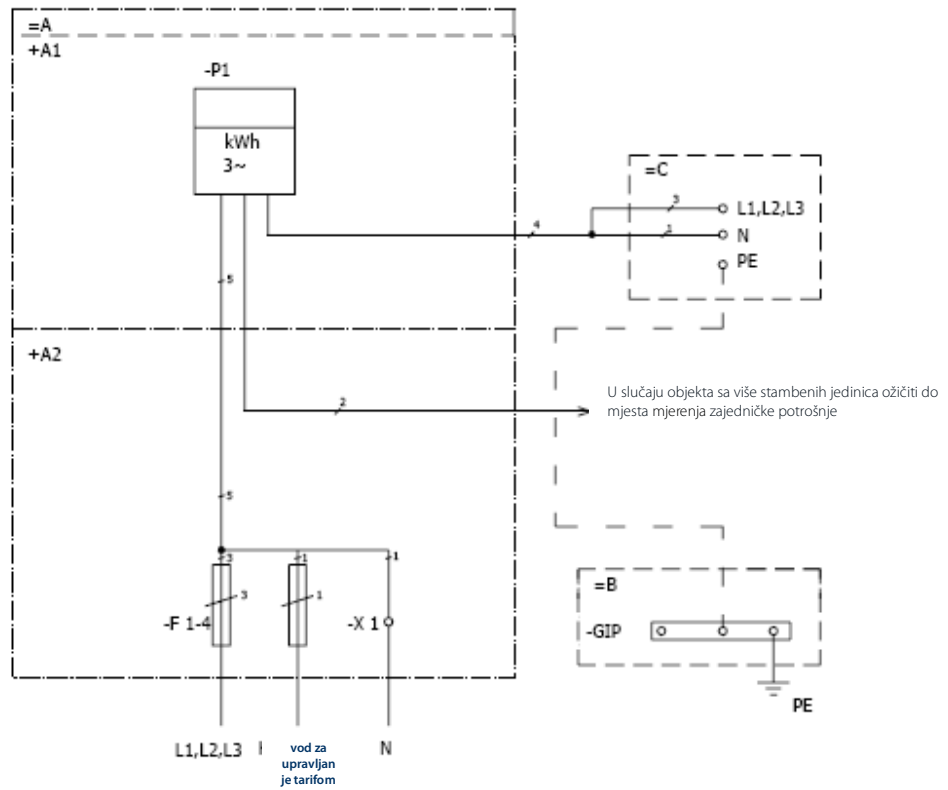 =A
+A1
-P1
kWh
3~
=C
3
L1,L2,L3
4
1
N
PE
5
+A2
U slučaju objekta sa više stambenih jedinica ožičiti do
mjesta mjerenja zajedničke potrošnje
2
5
3
1
1
3
1
-F 1-4
-X 1
=B
-GIP
PE
L1,L2,L3
vod za
upravljan
je tarifom
N